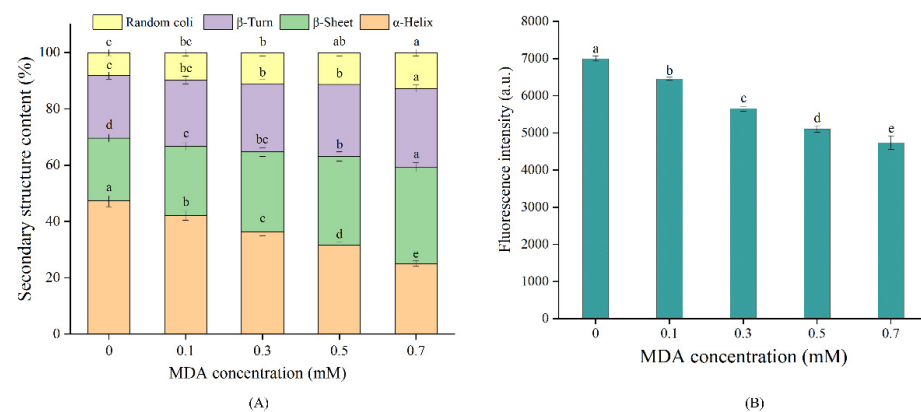 Random coli β-Turn β-Sheet α-Helix
c bc b ab a
100
c bc b b a
80
d c bc b a
60
a b c d e
40
20
0
Secondary structure content (%)
0 0.1 0.3 0.5 0.7
MDA concentration (mM)
(A)
8000
7000
6000
5000
4000
3000
2000
1000
0
a b c d e
Fluorescence intensity (a.u.)
0 0.1 0.3 0.5 0.7
MDA concentration (mM)
(B)